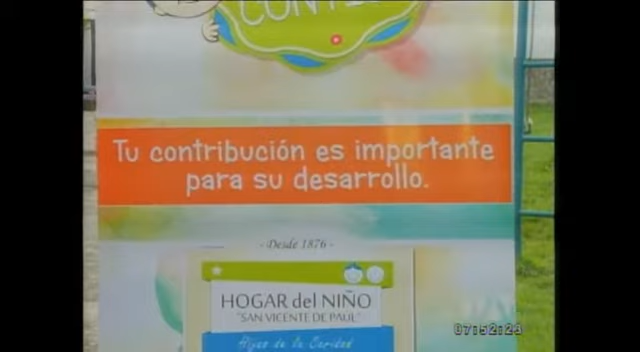 Tu contribución es importante
para su desarrollo.
- Desde 1876 -
HOGAR del NIÑO
"SAN VICENTE DE PAUL"
Hijas de la Caridad
07:52:23